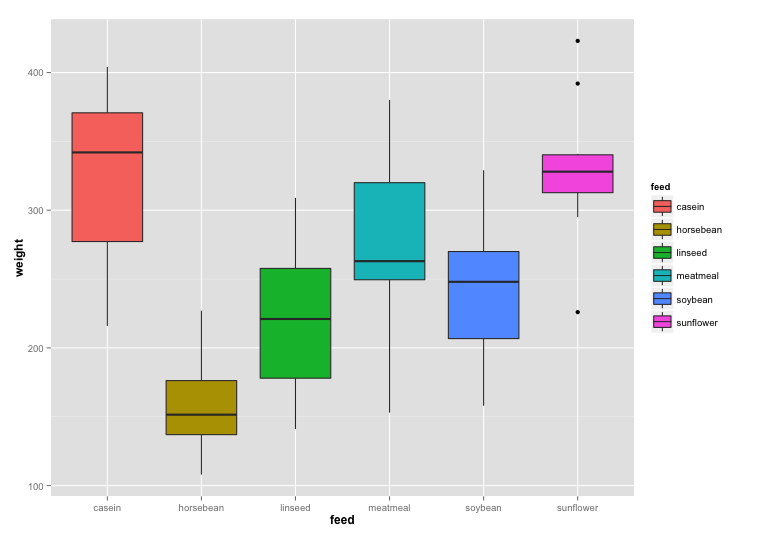 400
300
200
100
weight
casein horsebean linseed meatmeal soybean sunflower
feed
feed
casein
horsebean
linseed
meatmeal
soybean
sunflower